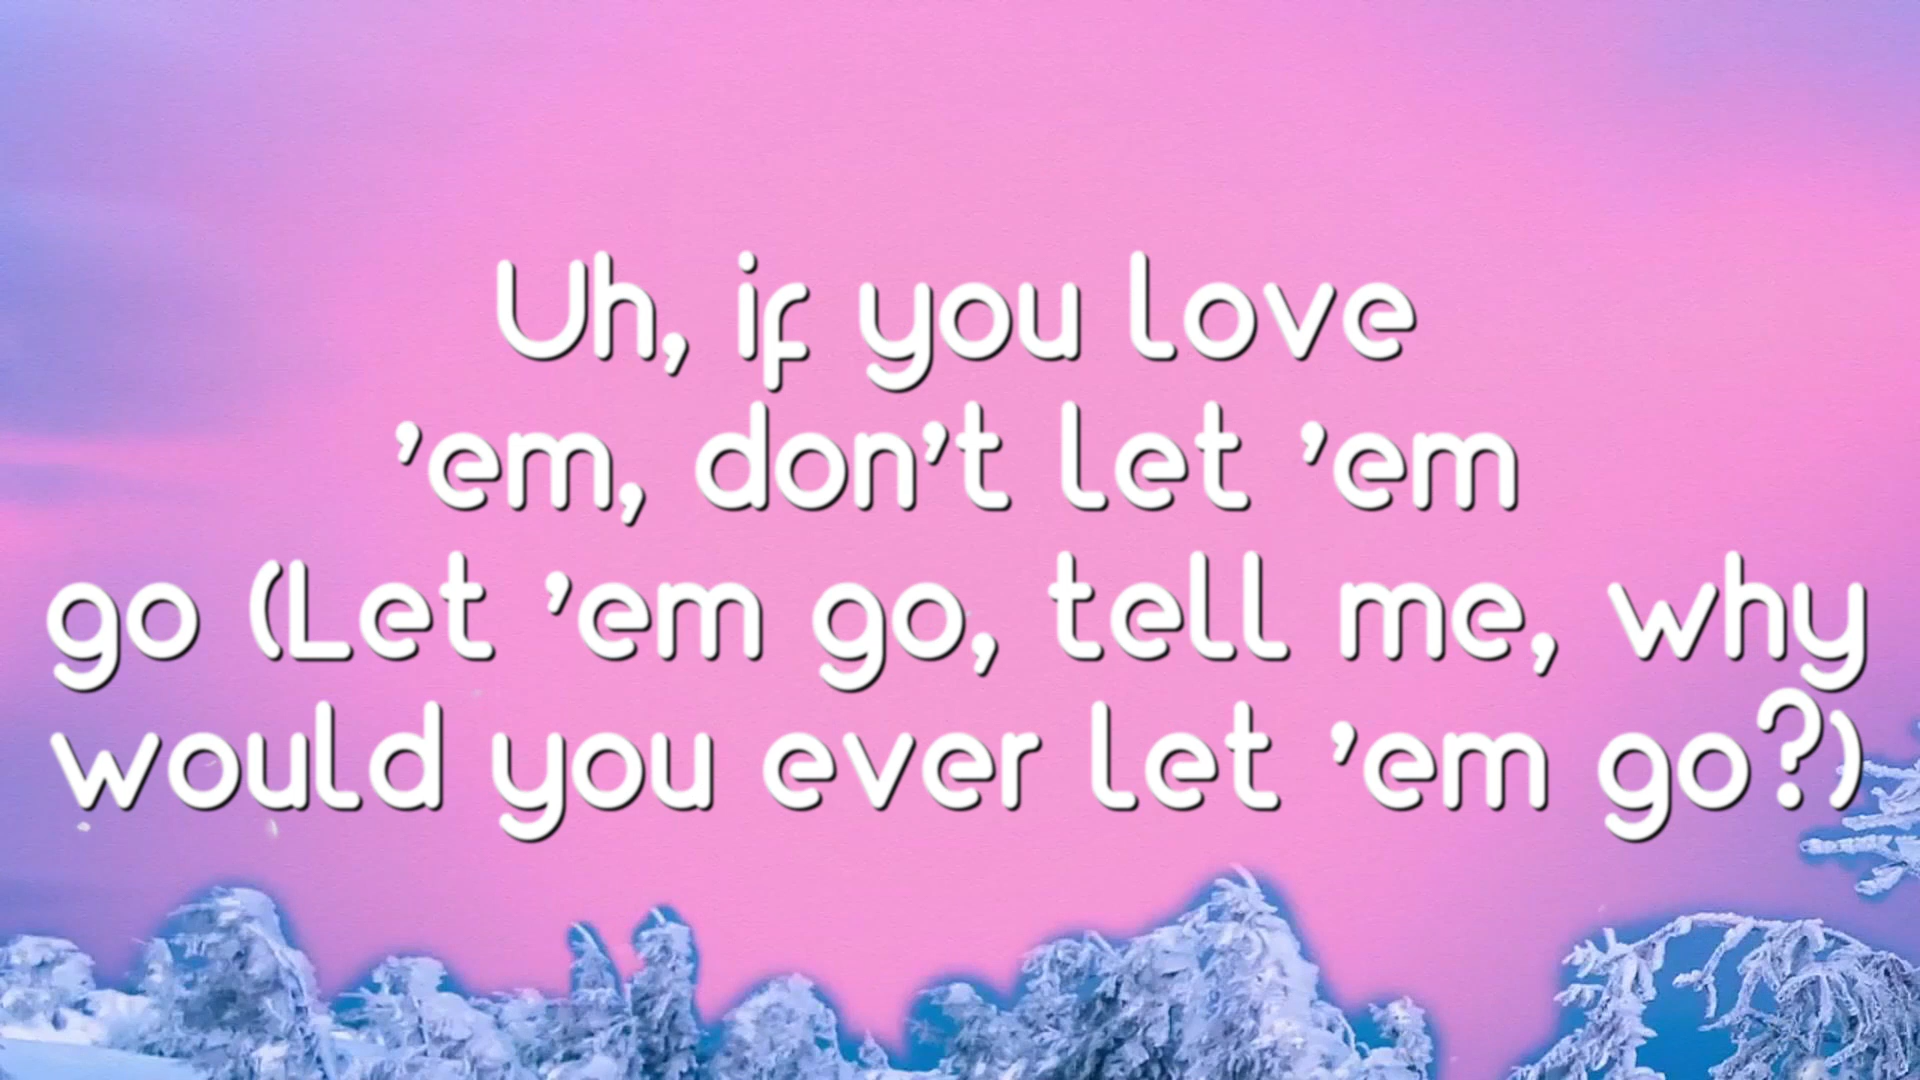 Uh, if you love
'em, don't let 'em
go (Let 'em go, tell me, why
would you ever let 'em go?)